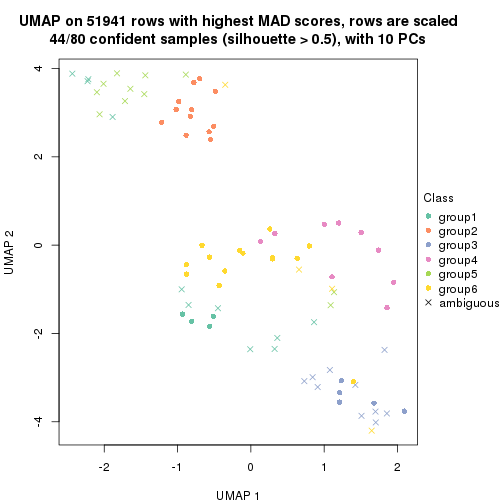 UMAP on 51941 rows with highest MAD scores, rows are scaled
44/80 confident samples (silhouette > 0.5), with 10 PCs
4
2
0
-2
-4
UMAP 2
-2
-1
0
1
2
UMAP 1
Class
group1
group2
group3
group4
group5
group6
ambiguous